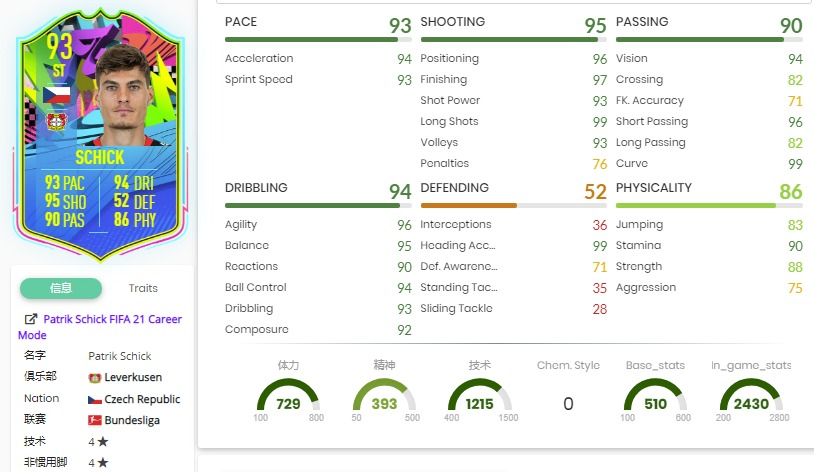 93
ST
SCHICK
93 PAC 94 DRI
95 SHO 52 DEF
90 PAS 86 PHY
信息 Traits
Patrik Schick FIFA 21 Career
Mode
名字 Patrik Schick
俱乐部 Leverkusen
Nation Czech Republic
联赛 Bundesliga
技术 4 ★
非惯用脚 4 ★
PACE 93
Acceleration 94
Sprint Speed 93
SHOOTING 95
Positioning 96
Finishing 97
Shot Power 93
Long Shots 99
Volleys 93
Penalties 76
PASSING 90
Vision 94
Crossing 82
FK. Accuracy 71
Short Passing 96
Long Passing 82
Curve 99
DRIBBLING 94
Agility 96
Balance 95
Reactions 90
Ball Control 94
Dribbling 93
Composure 92
DEFENDING 52
Interceptions 36
Heading Acc... 99
Def. Awarene... 71
Standing Tac... 35
Sliding Tackle 28
PHYSICALITY 86
Jumping 83
Stamina 90
Strength 88
Aggression 75
体力 精神 技术 Chem. Style Base_stats In_game_stats
729 393 1215 0 510 2430
100 800 50 500 400 1500 100 600 200 2800